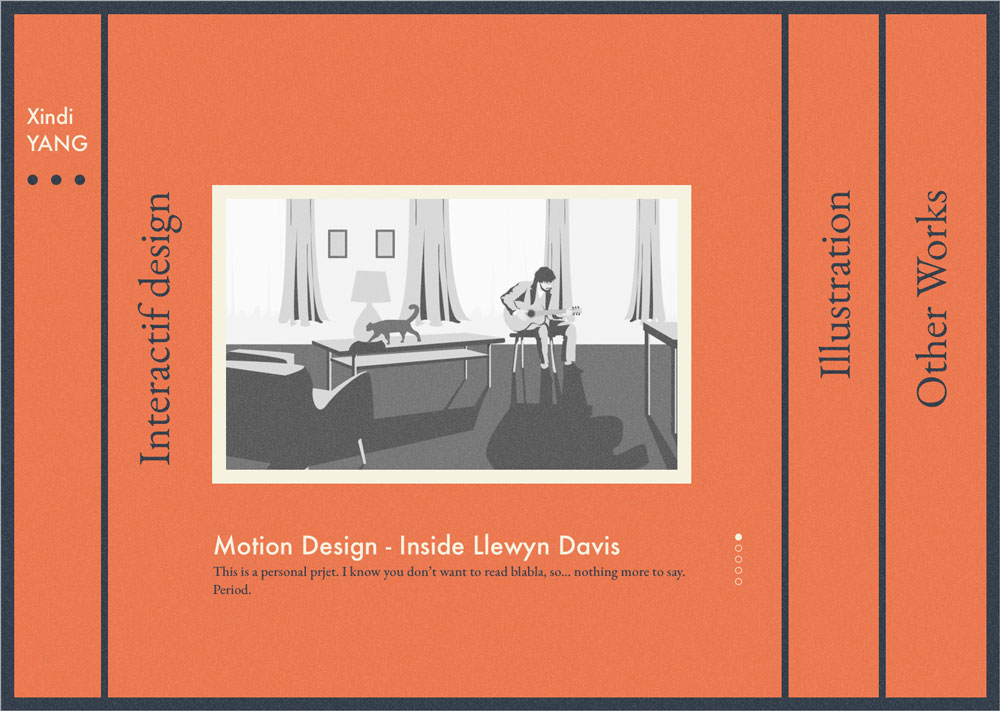 Xindi
YANG
Interactif design
Motion Design - Inside Llewyn Davis
This is a personal prjet. I know you don’t want to read blabla, so... nothing more to say.
Period.
Illustration
Other Works